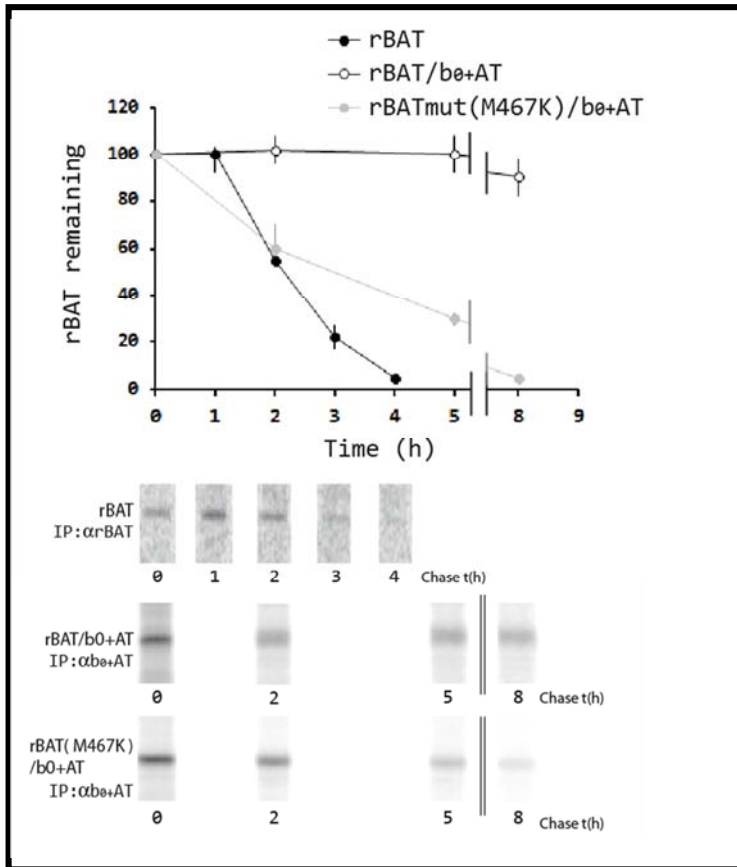 rBAT
rBAT/b0+AT
rBATmut(M467K)/b0+AT
120
100
80
60
40
20
0
rBAT remaining
0 1 2 3 4 5 8 9
Time (h)
rBAT
IP:αrBAT
0 1 2 3 4 Chase t(h)
rBAT/b0+AT
IP:αb0+AT
0 2 5 8 Chase t(h)
rBAT(M467K)
/b0+AT
IP:αb0+AT
0 2 5 8 Chase t(h)